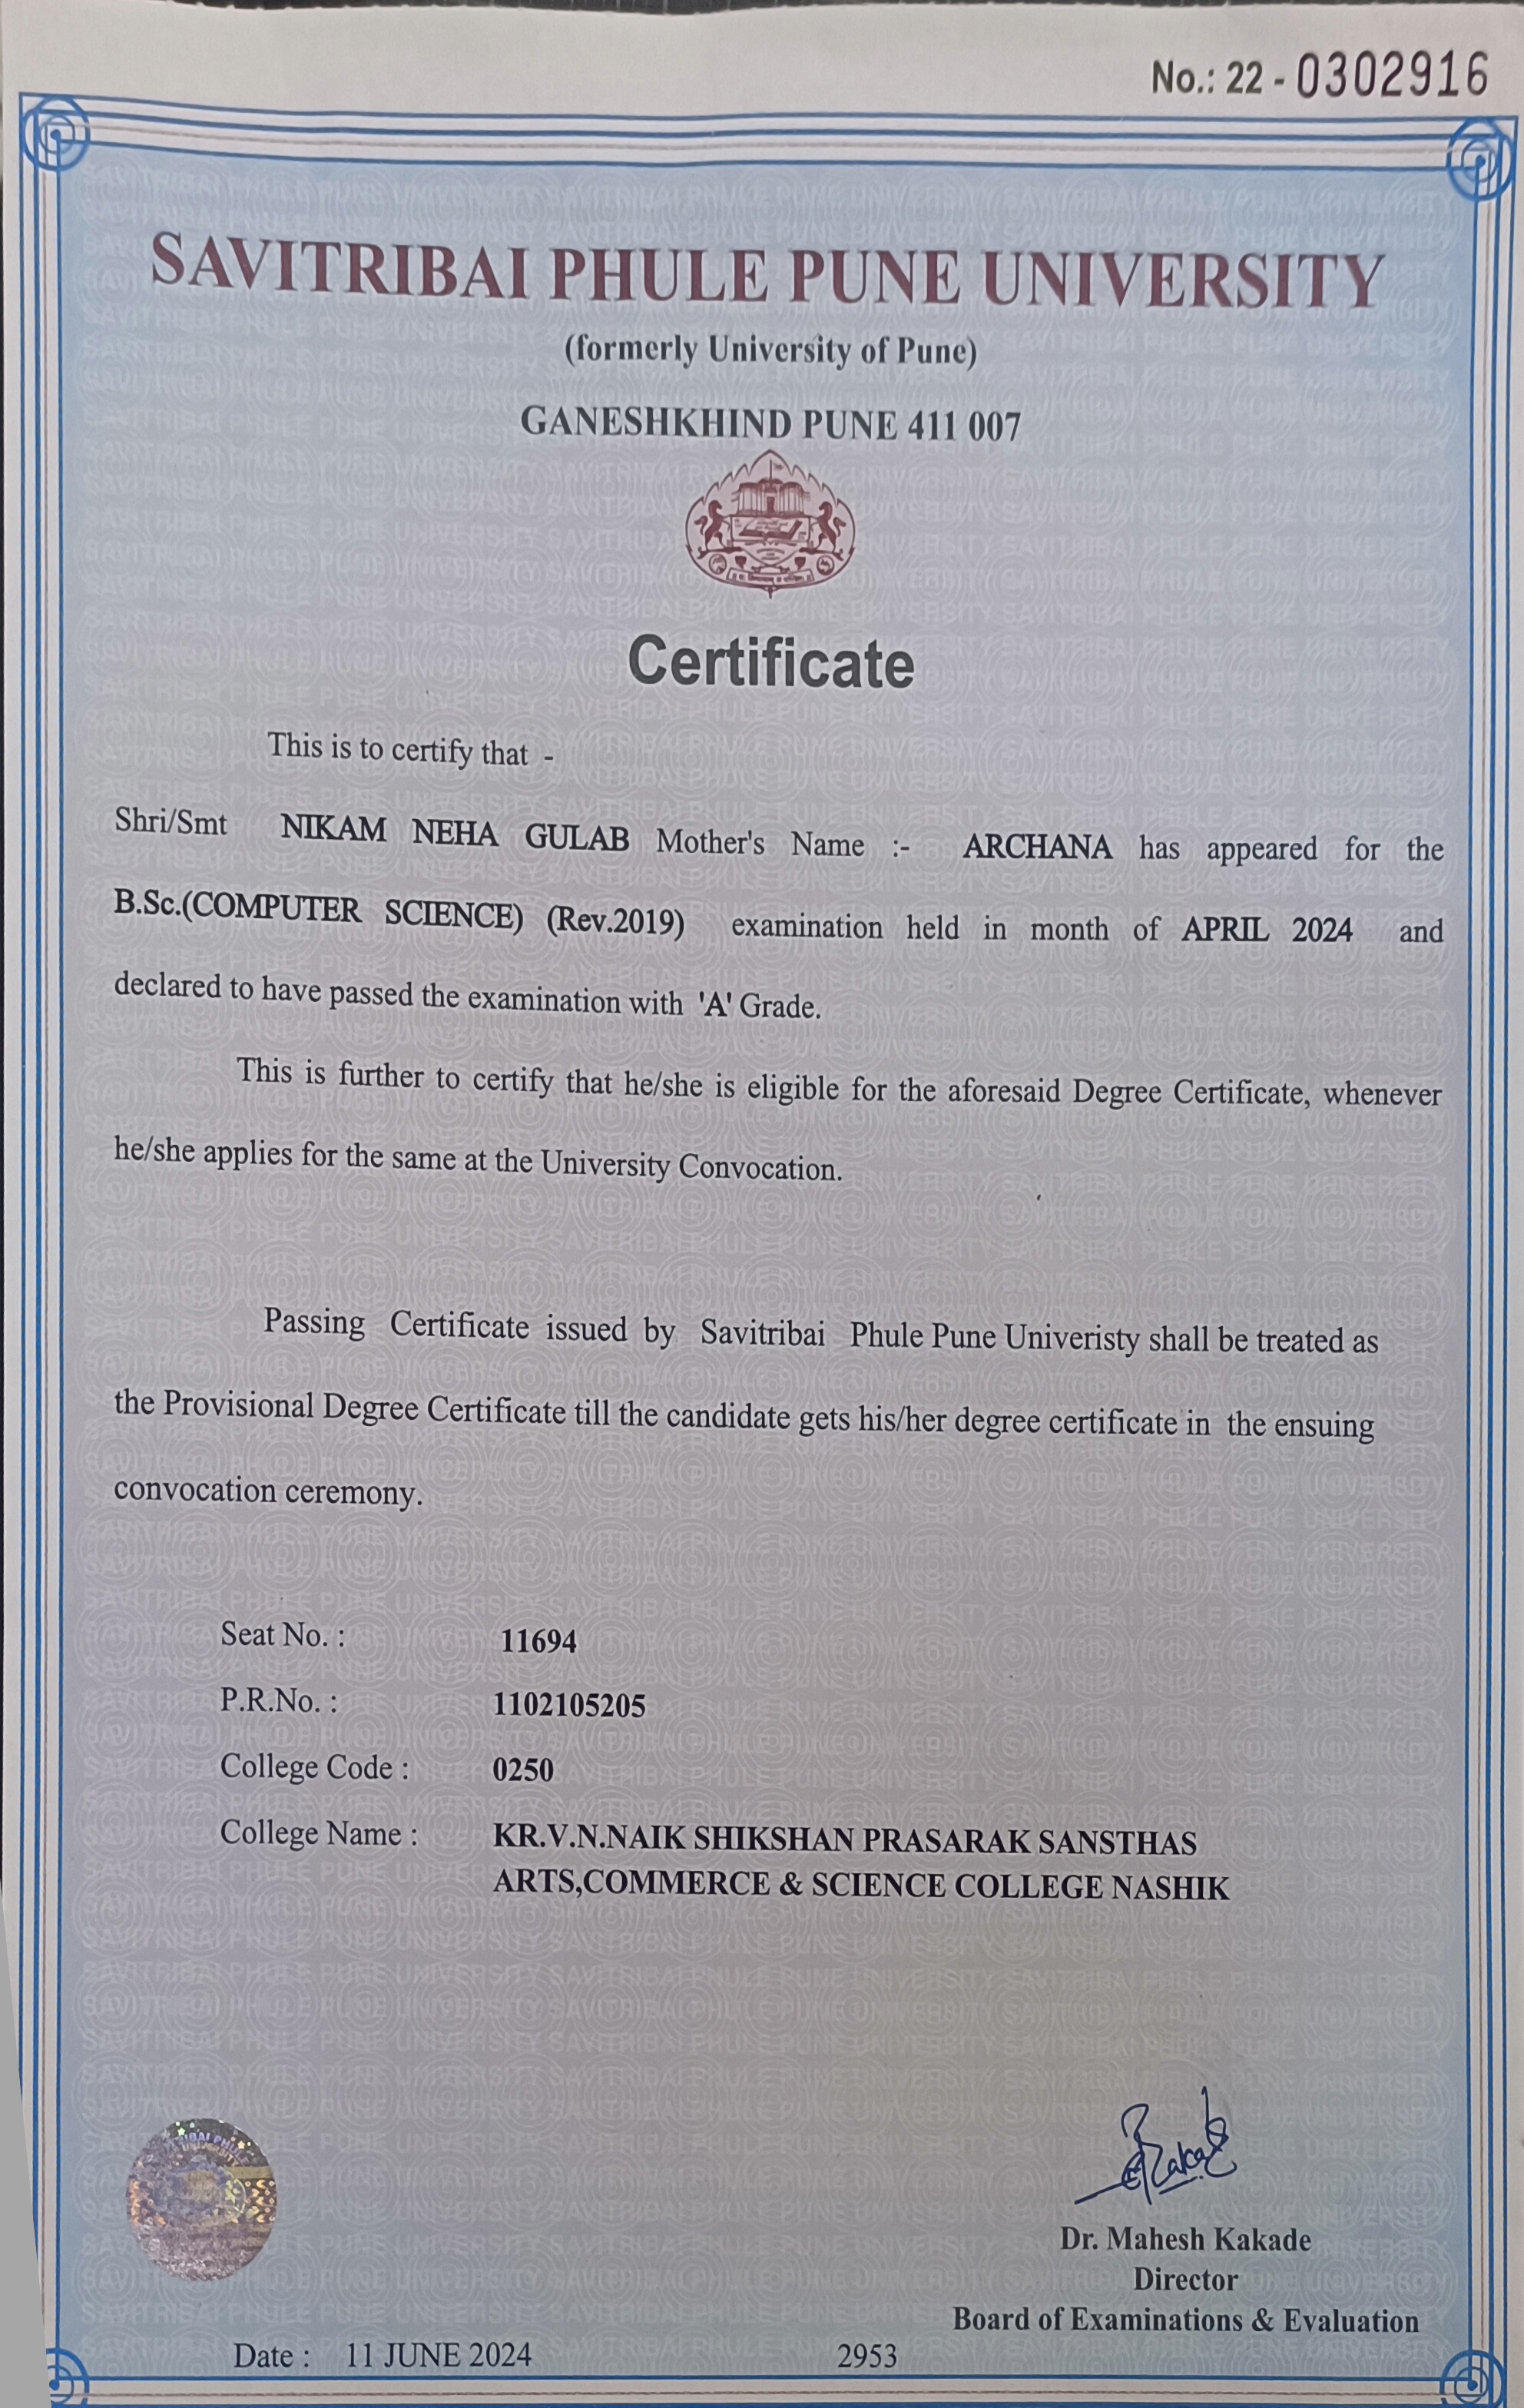 No.: 22 - 0302916
SAVITRIBAI PHULE PUNE UNIVERSITY
(formerly University of Pune)
GANESHKHIND PUNE 411 007
Certificate
This is to certify that -
Shri/Smt NIKAM NEHA GULAB Mother's Name :- ARCHANA has appeared for the
B.Sc.(COMPUTER SCIENCE) (Rev.2019) examination held in month of APRIL 2024 and
declared to have passed the examination with 'A' Grade.
This is further to certify that he/she is eligible for the aforesaid Degree Certificate, whenever
he/she applies for the same at the University Convocation.
Passing Certificate issued by Savitribai Phule Pune Univeristy shall be treated as
the Provisional Degree Certificate till the candidate gets his/her degree certificate in the ensuing
convocation ceremony.
Seat No. : 11694
P.R.No. : 1102105205
College Code : 0250
College Name : KR.V.N.NAIK SHIKSHAN PRASARAK SANSTHAS
ARTS,COMMERCE & SCIENCE COLLEGE NASHIK
Dr. Mahesh Kakade
Director
Board of Examinations & Evaluation
Date : 11 JUNE 2024 2953